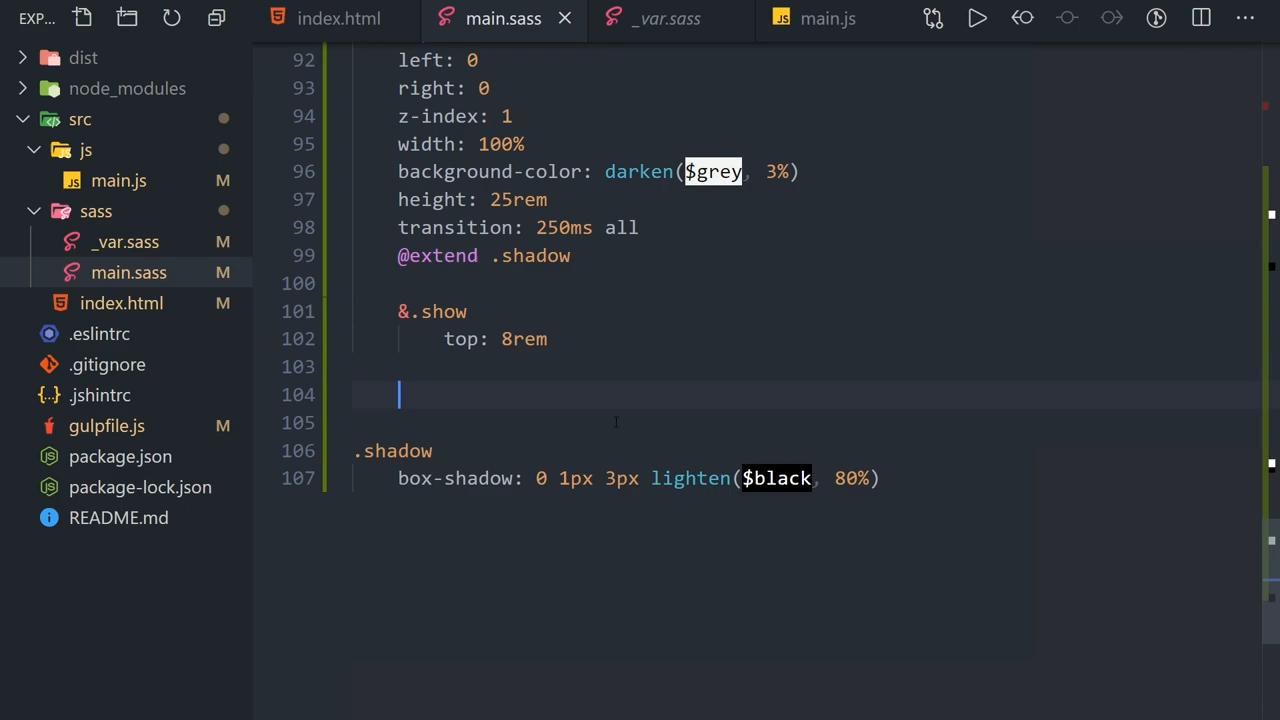 EXP...
index.html
main.sass
_var.sass
JS main.js
dist
node_modules
src
js
JS main.js M
sass
_var.sass M
main.sass M
index.html M
.eslintrc
.gitignore
{..} .jshintrc
gulpfile.js M
package.json
package-lock.json
README.md
92 left: 0
93 right: 0
94 z-index: 1
95 width: 100%
96 background-color: darken($grey, 3%)
97 height: 25rem
98 transition: 250ms all
99 @extend .shadow
100
101 &.show
102 top: 8rem
103
104
105
106 .shadow
107 box-shadow: 0 1px 3px lighten($black, 80%)